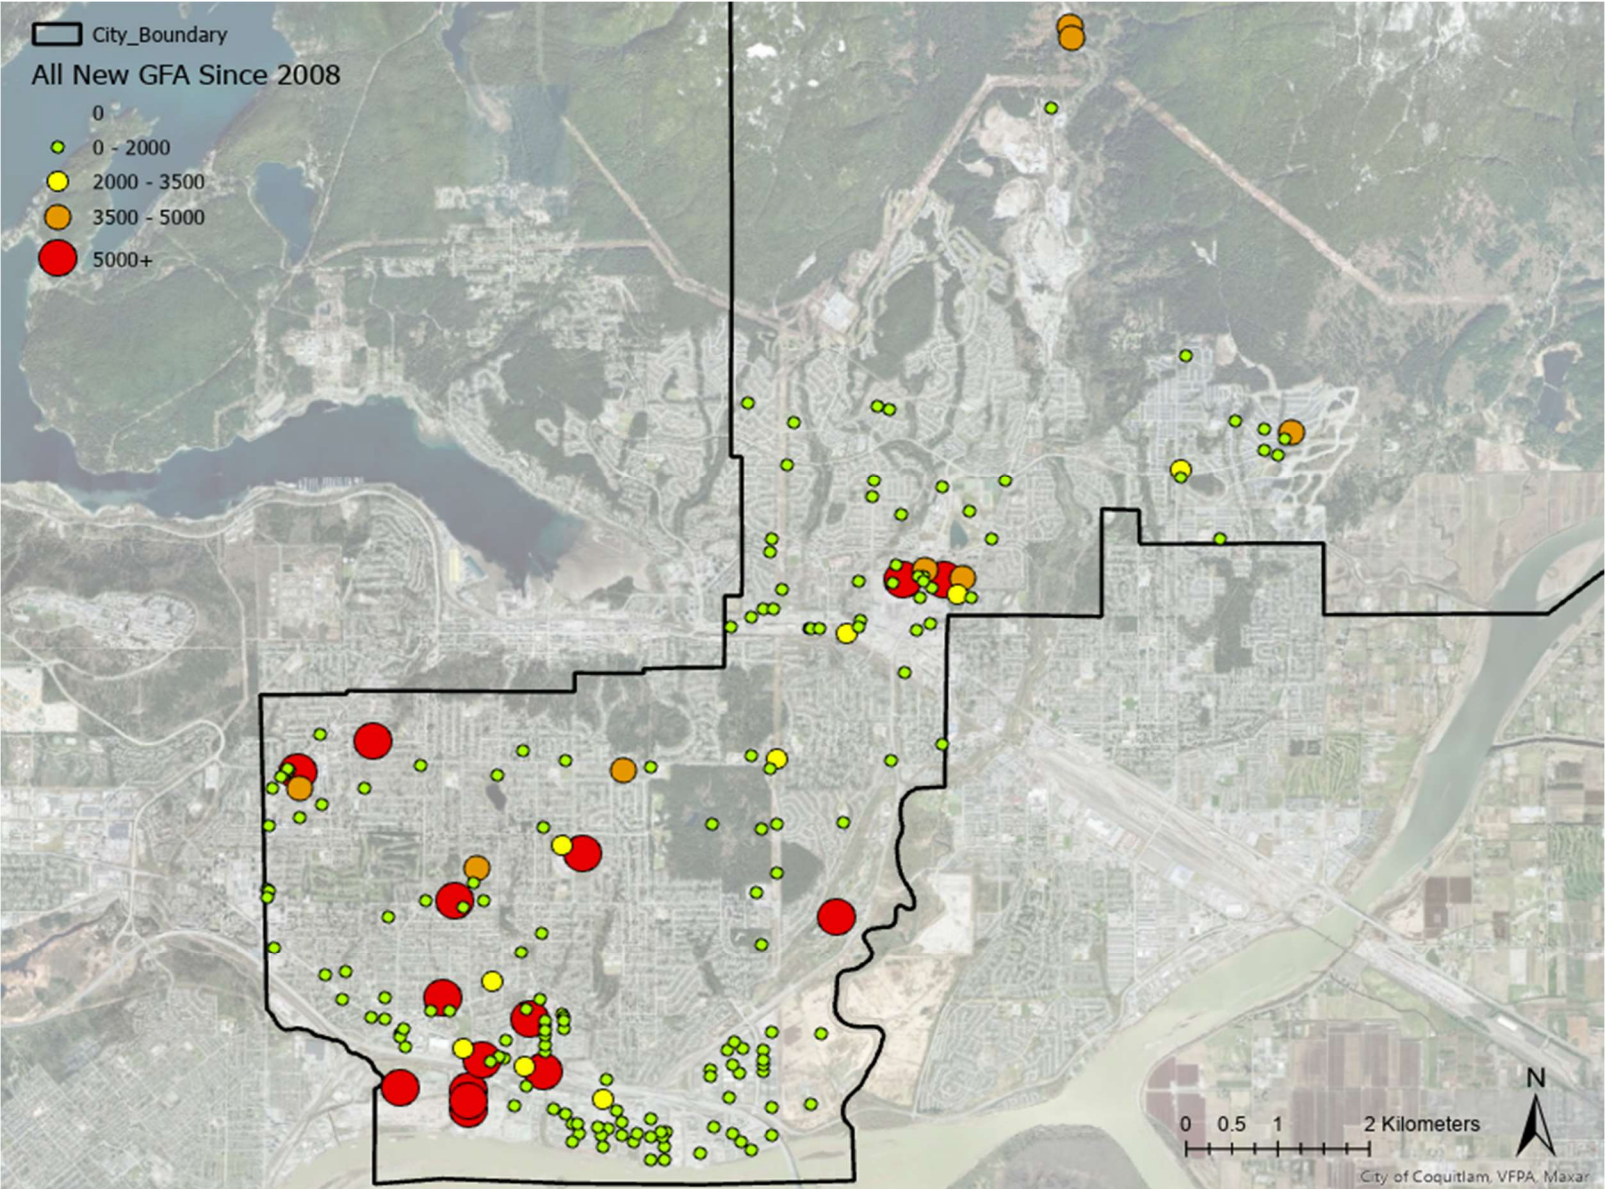 City_Boundary
All New GFA Since 2008
0
0 - 2000
2000 - 3500
3500 - 5000
5000+
N
0 0.5 1 2 Kilometers
City of Coquitlam, VFPA, Maxar